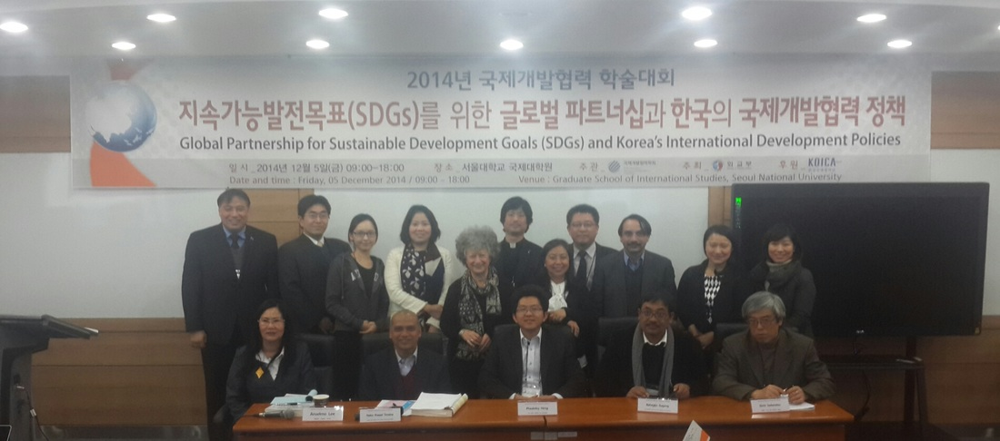 2014년 국제개발협력 학술대회
지속가능발전목표(SDGs)를 위한 글로벌 파트너십과 한국의 국제개발협력 정책
Global Partnership for Sustainable Development Goals (SDGs) and Korea's International Development Policies
일 시 _ 2014년 12월 5일(금) 09:00~18:00 장 소 _ 서울대학교 국제대학원 주 관 _ 주 최 _ 외 교 부 후 원 _ KOICA
Date and time : Friday, 05 December 2014 / 09:00 - 18:00 Venue : Graduate School of International Studies, Seoul National University